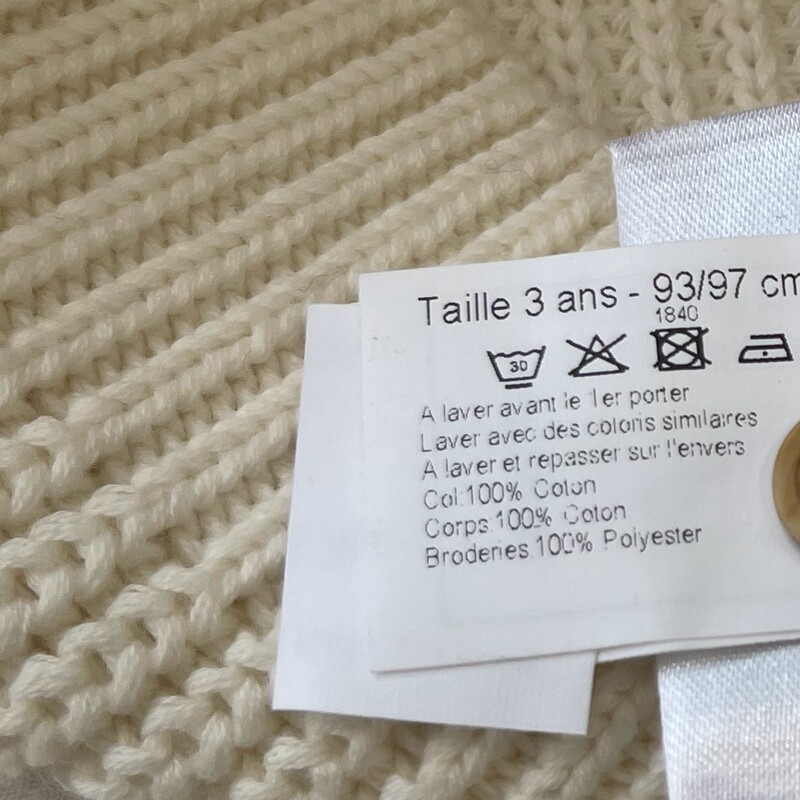 Taille 3 ans - 93/97 cm
1840
30
A laver avant le 1er porter
Laver avec des coloris similaires
A laver et repasser sur l'envers
Col:100% Coton
Corps:100% Coton
Broderies:100% Polyester